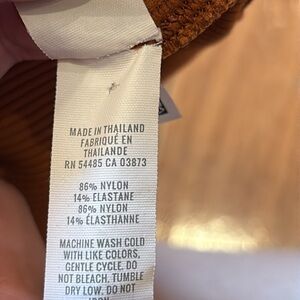 MADE IN THAILAND
FABRIQUÉ EN
THAILANDE
RN 54485 CA 03873
86% NYLON
14% ELASTANE
86% NYLON
14% ÉLASTHANNE
MACHINE WASH COLD
WITH LIKE COLORS,
GENTLE CYCLE. DO
NOT BLEACH. TUMBLE
DRY LOW. DO NOT